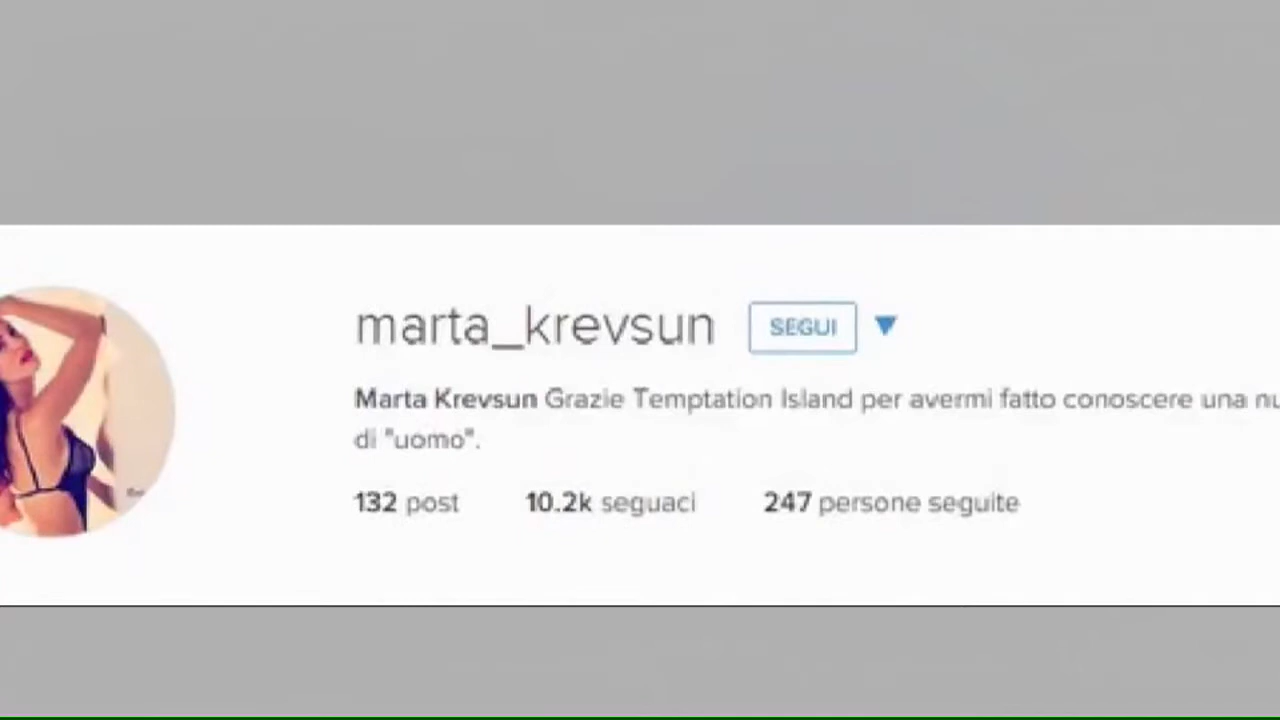 marta_krevsun SEGUI
Marta Krevsun Grazie Temptation Island per avermi fatto conoscere una
di "uomo".
132 post 10.2k seguaci 247 persone seguite